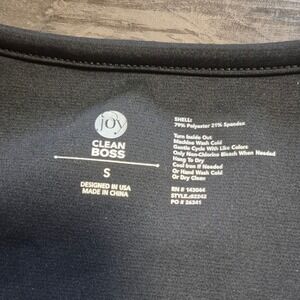 joy
CLEAN
BOSS
S
DESIGNED IN USA
MADE IN CHINA
SHELL:
79% Polyester 21% Spandex
Turn Inside Out
Machine Wash Cold
Gentle Cycle With Like Colors
Only Non-Chlorine Bleach When Needed
Hang To Dry
Cool Iron If Needed
Or Hand Wash Cold
Or Dry Clean
RN # 143044
STYLE:82242
PO # 26341